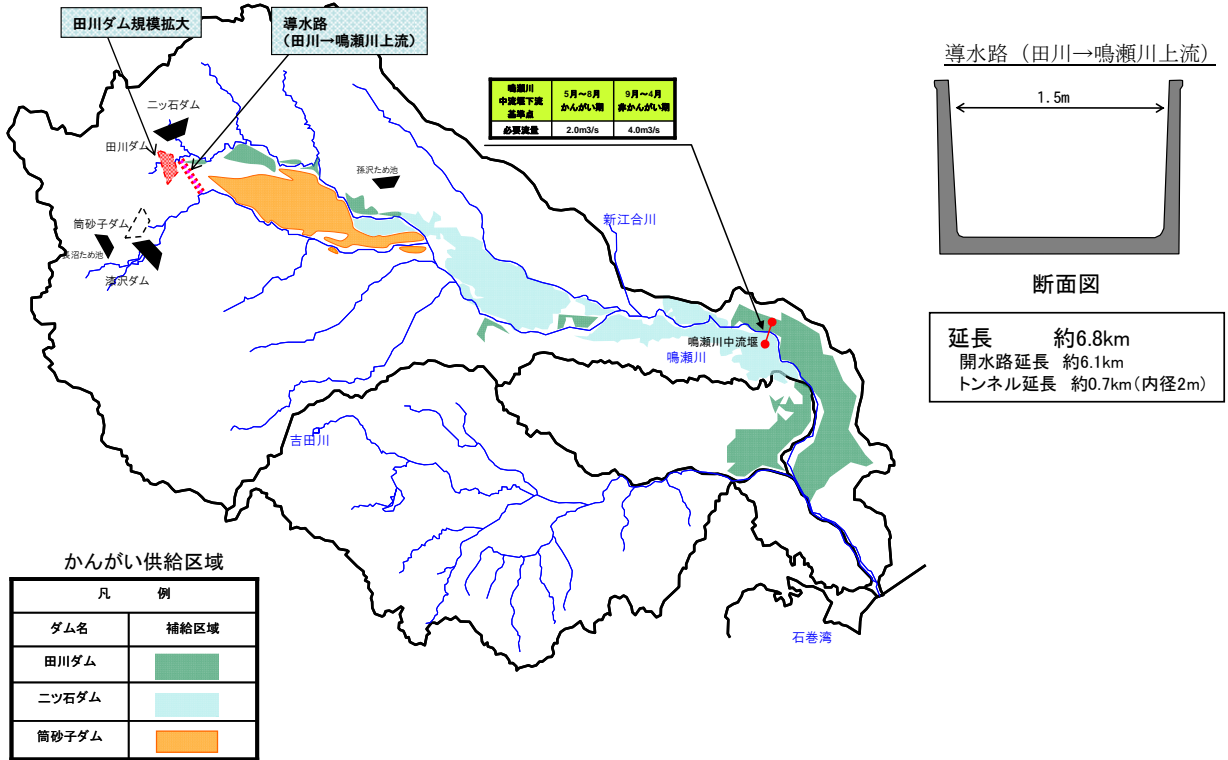 田川ダム規模拡大
導水路
（田川→鳴瀬川上流）
導水路（田川→鳴瀬川上流）
1.5m
断面図
延長 約6.8km
開水路延長 約6.1km
トンネル延長 約0.7km(内径2m)
鳴瀬川
中流堰下流
基準点
5月～8月
かんがい期
9月～4月
非かんがい期
必要流量
2.0m3/s
4.0m3/s
二ツ石ダム
田川ダム
孫沢ため池
筒砂子ダム
沼ため池
漆沢ダム
新江合川
鳴瀬川中流堰
鳴瀬川
吉田川
石巻湾
かんがい供給区域
凡 例
ダム名 補給区域
田川ダム
二ツ石ダム
筒砂子ダム